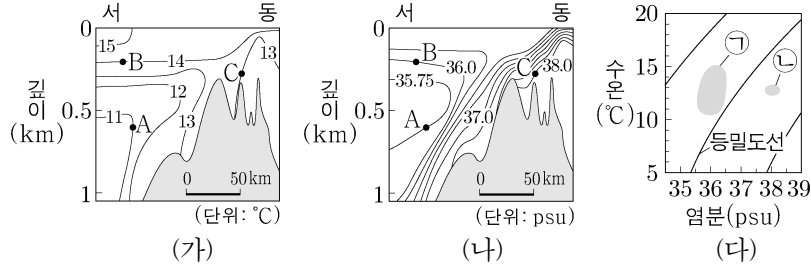 서 동
0
0.5
1
깊이
(km)
15
B
14
13
C
12
11
A
13
0 50 km
(단위: ℃)
(가)
서 동
0
0.5
1
깊이
(km)
B
36.0
C
38.0
35.75
A
37.0
0 50 km
(단위: psu)
(나)
20
15
10
5
수온
(℃)
㉠
㉡
등밀도선
35 36 37 38 39
염분(psu)
(다)